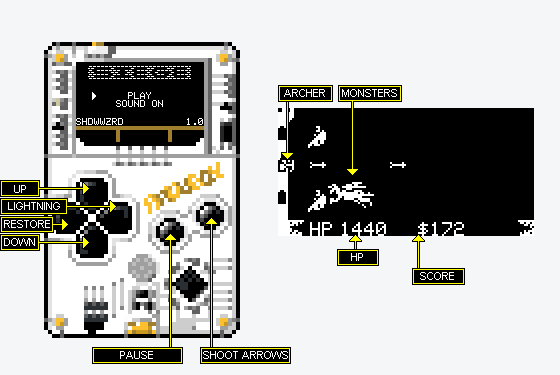 PLAY
SOUND ON
SHDWWZRD 1.0
ARCHER
MONSTERS
UP
LIGHTNING
RESTORE
DOWN
HP 1440 $172
HP
SCORE
PAUSE
SHOOT ARROWS